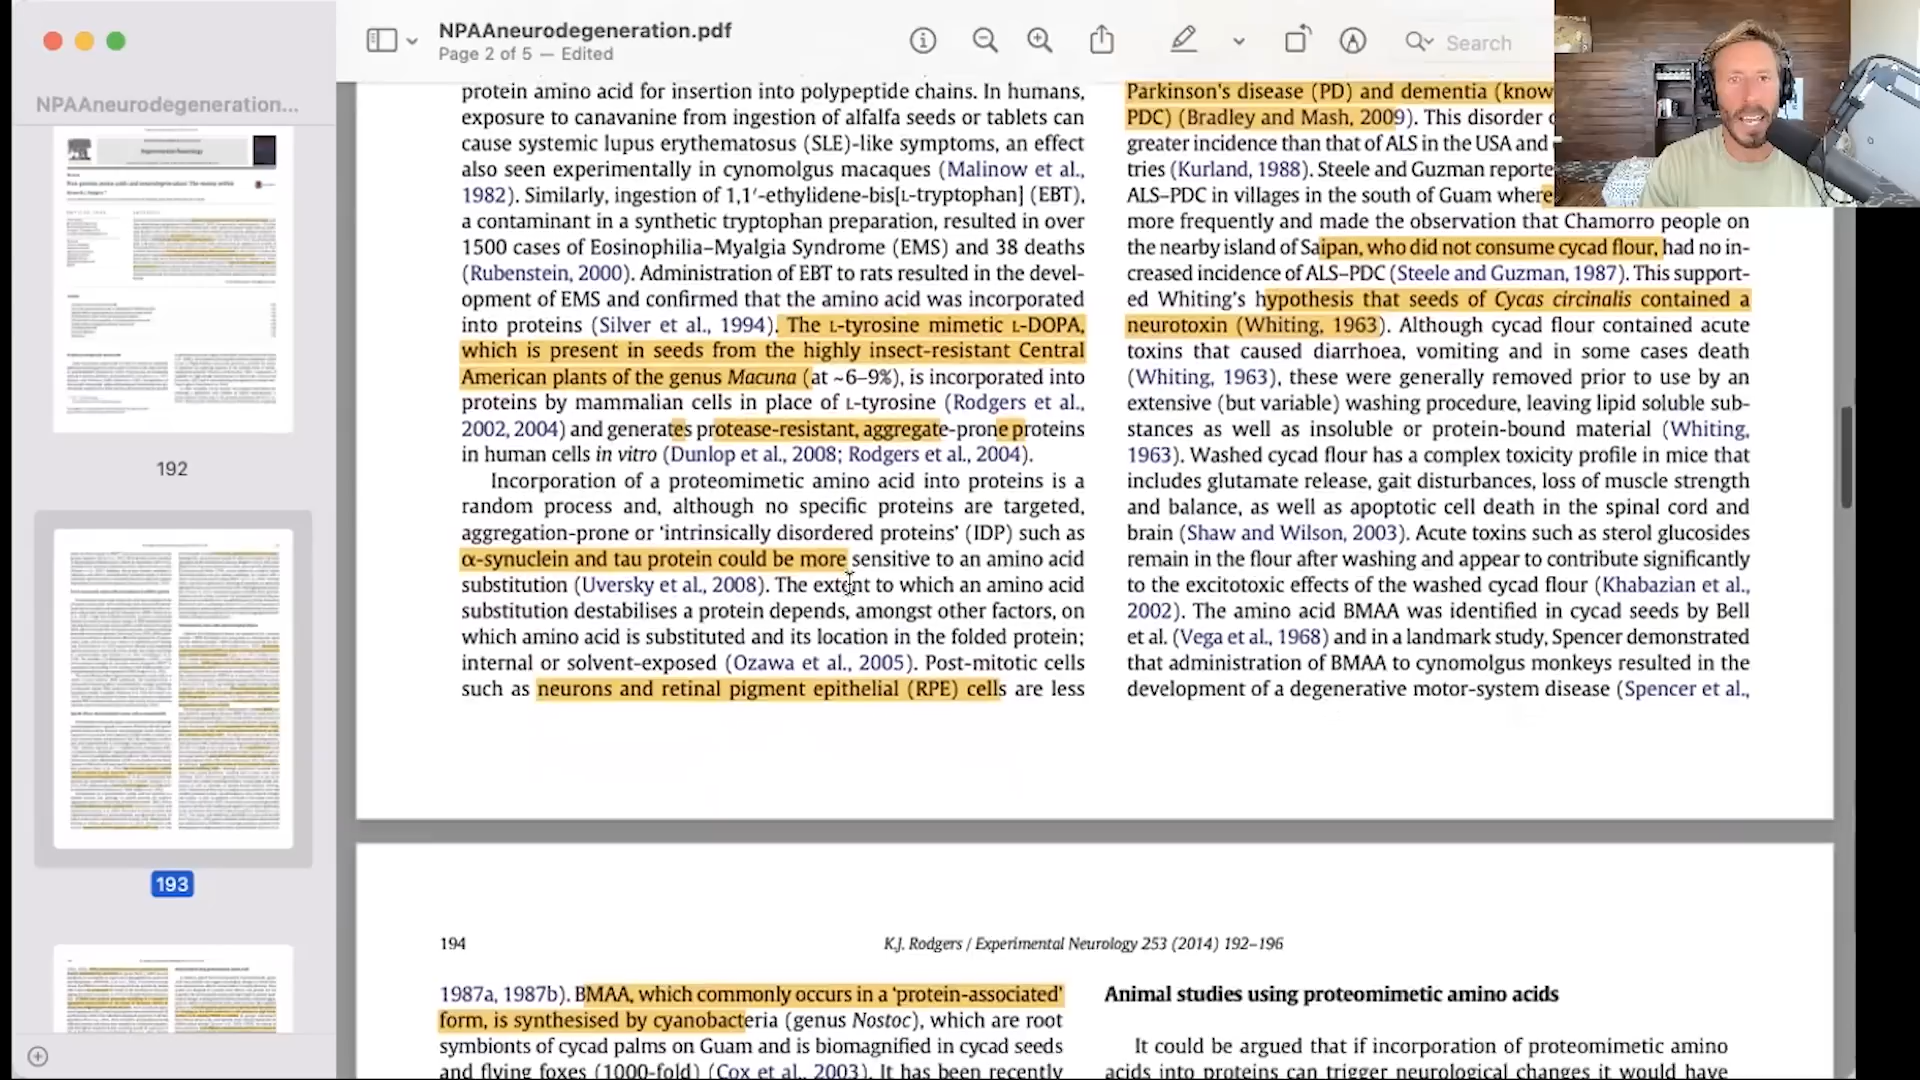 NPAAneurodegeneration.pdf
Page 2 of 5 — Edited
Search
NPAAneurodegeneration...
192
193
protein amino acid for insertion into polypeptide chains. In humans,
exposure to canavanine from ingestion of alfalfa seeds or tablets can
cause systemic lupus erythematosus (SLE)-like symptoms, an effect
also seen experimentally in cynomolgus macaques (Malinow et al.,
1982). Similarly, ingestion of 1,1′-ethylidene-bis[L-tryptophan] (EBT),
a contaminant in a synthetic tryptophan preparation, resulted in over
1500 cases of Eosinophilia–Myalgia Syndrome (EMS) and 38 deaths
(Rubenstein, 2000). Administration of EBT to rats resulted in the devel-
opment of EMS and confirmed that the amino acid was incorporated
into proteins (Silver et al., 1994). The L-tyrosine mimetic L-DOPA,
which is present in seeds from the highly insect-resistant Central
American plants of the genus Macuna (at ~6–9%), is incorporated into
proteins by mammalian cells in place of L-tyrosine (Rodgers et al.,
2002, 2004) and generates protease-resistant, aggregate-prone proteins
in human cells in vitro (Dunlop et al., 2008; Rodgers et al., 2004).
Incorporation of a proteomimetic amino acid into proteins is a
random process and, although no specific proteins are targeted,
aggregation-prone or ‘intrinsically disordered proteins’ (IDP) such as
α-synuclein and tau protein could be more sensitive to an amino acid
substitution (Uversky et al., 2008). The extent to which an amino acid
substitution destabilises a protein depends, amongst other factors, on
which amino acid is substituted and its location in the folded protein;
internal or solvent-exposed (Ozawa et al., 2005). Post-mitotic cells
such as neurons and retinal pigment epithelial (RPE) cells are less
Parkinson's disease (PD) and dementia (know
PDC) (Bradley and Mash, 2009). This disorder
greater incidence than that of ALS in the USA and
tries (Kurland, 1988). Steele and Guzman reporte
ALS–PDC in villages in the south of Guam where
more frequently and made the observation that Chamorro people on
the nearby island of Saipan, who did not consume cycad flour, had no in-
creased incidence of ALS–PDC (Steele and Guzman, 1987). This support-
ed Whiting's hypothesis that seeds of Cycas circinalis contained a
neurotoxin (Whiting, 1963). Although cycad flour contained acute
toxins that caused diarrhoea, vomiting and in some cases death
(Whiting, 1963), these were generally removed prior to use by an
extensive (but variable) washing procedure, leaving lipid soluble sub-
stances as well as insoluble or protein-bound material (Whiting,
1963). Washed cycad flour has a complex toxicity profile in mice that
includes glutamate release, gait disturbances, loss of muscle strength
and balance, as well as apoptotic cell death in the spinal cord and
brain (Shaw and Wilson, 2003). Acute toxins such as sterol glucosides
remain in the flour after washing and appear to contribute significantly
to the excitotoxic effects of the washed cycad flour (Khabazian et al.,
2002). The amino acid BMAA was identified in cycad seeds by Bell
et al. (Vega et al., 1968) and in a landmark study, Spencer demonstrated
that administration of BMAA to cynomolgus monkeys resulted in the
development of a degenerative motor-system disease (Spencer et al.,
194
K.J. Rodgers / Experimental Neurology 253 (2014) 192–196
1987a, 1987b). BMAA, which commonly occurs in a ‘protein-associated’
form, is synthesised by cyanobacteria (genus Nostoc), which are root
symbionts of cycad palms on Guam and is biomagnified in cycad seeds
and flying foxes (1000-fold) (Cox et al., 2003). It has been recently
Animal studies using proteomimetic amino acids
It could be argued that if incorporation of proteomimetic amino
acids into proteins can trigger neurological changes it would have